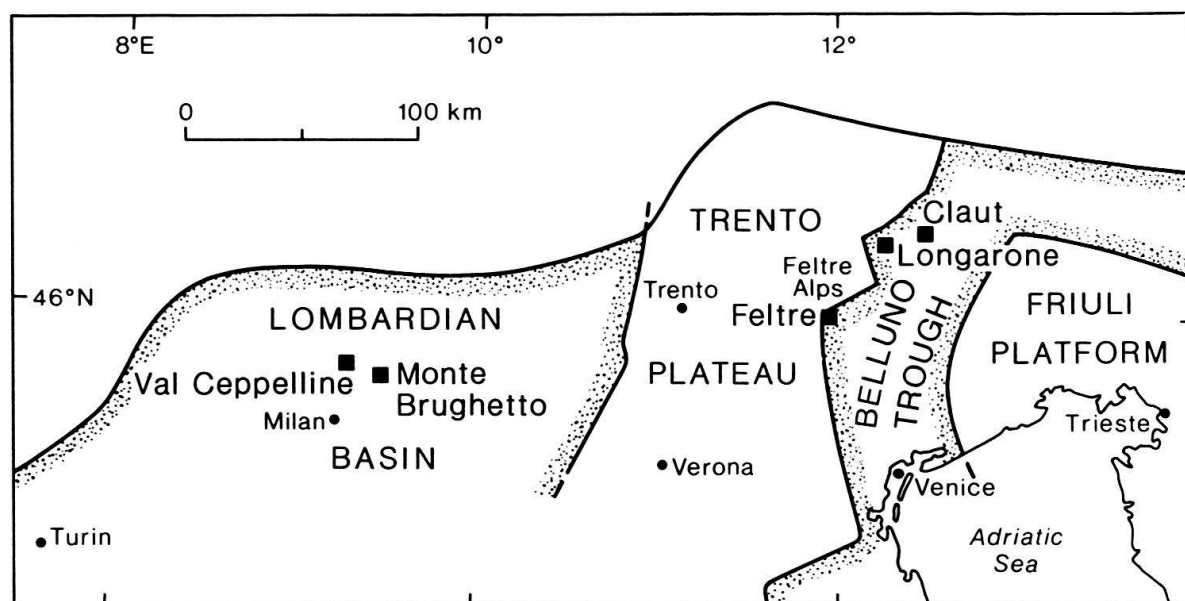 8°E
10°
12°
0
100 km
TRENTO
Claut
Longarone
Feltre
Alps
46°N
Trento
Feltre
LOMBARDIAN
FRIULI
PLATFORM
BELLUNO
TROUGH
PLATEAU
Val Ceppelline
Monte
Brughetto
Milan
Trieste
BASIN
Verona
Venice
Turin
Adriatic
Sea